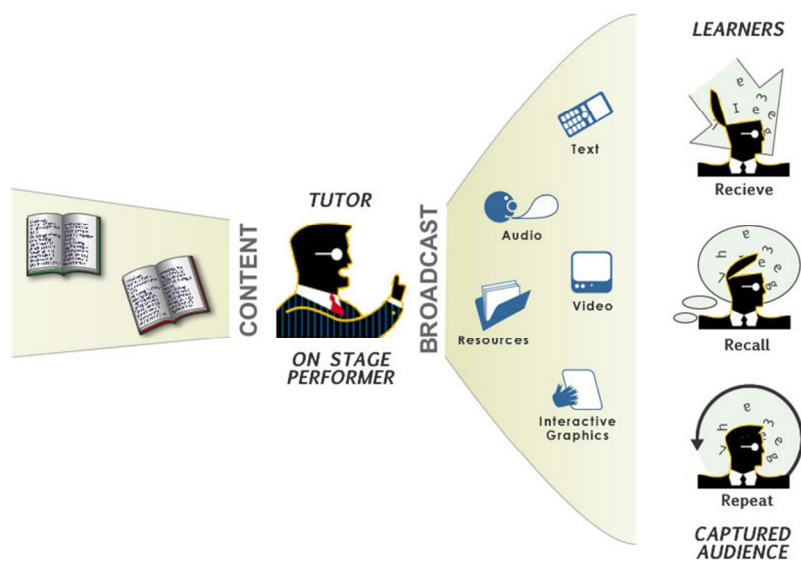 CONTENT
TUTOR
ON STAGE
PERFORMER
BROADCAST
Text
Audio
Video
Resources
Interactive
Graphics
LEARNERS
Recieve
Recall
Repeat
CAPTURED
AUDIENCE